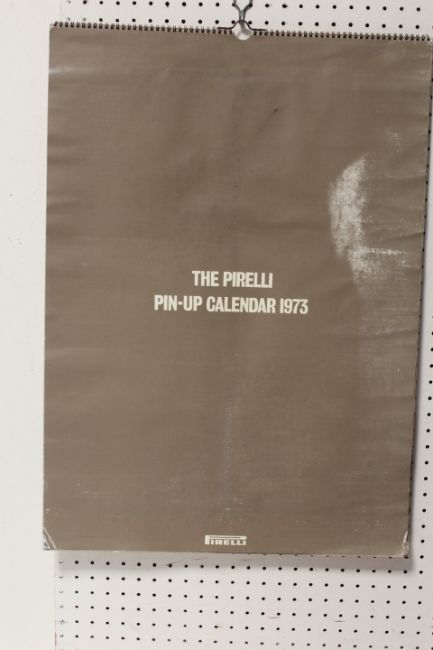 THE PIRELLI
PIN-UP CALENDAR 1973
PIRELLI